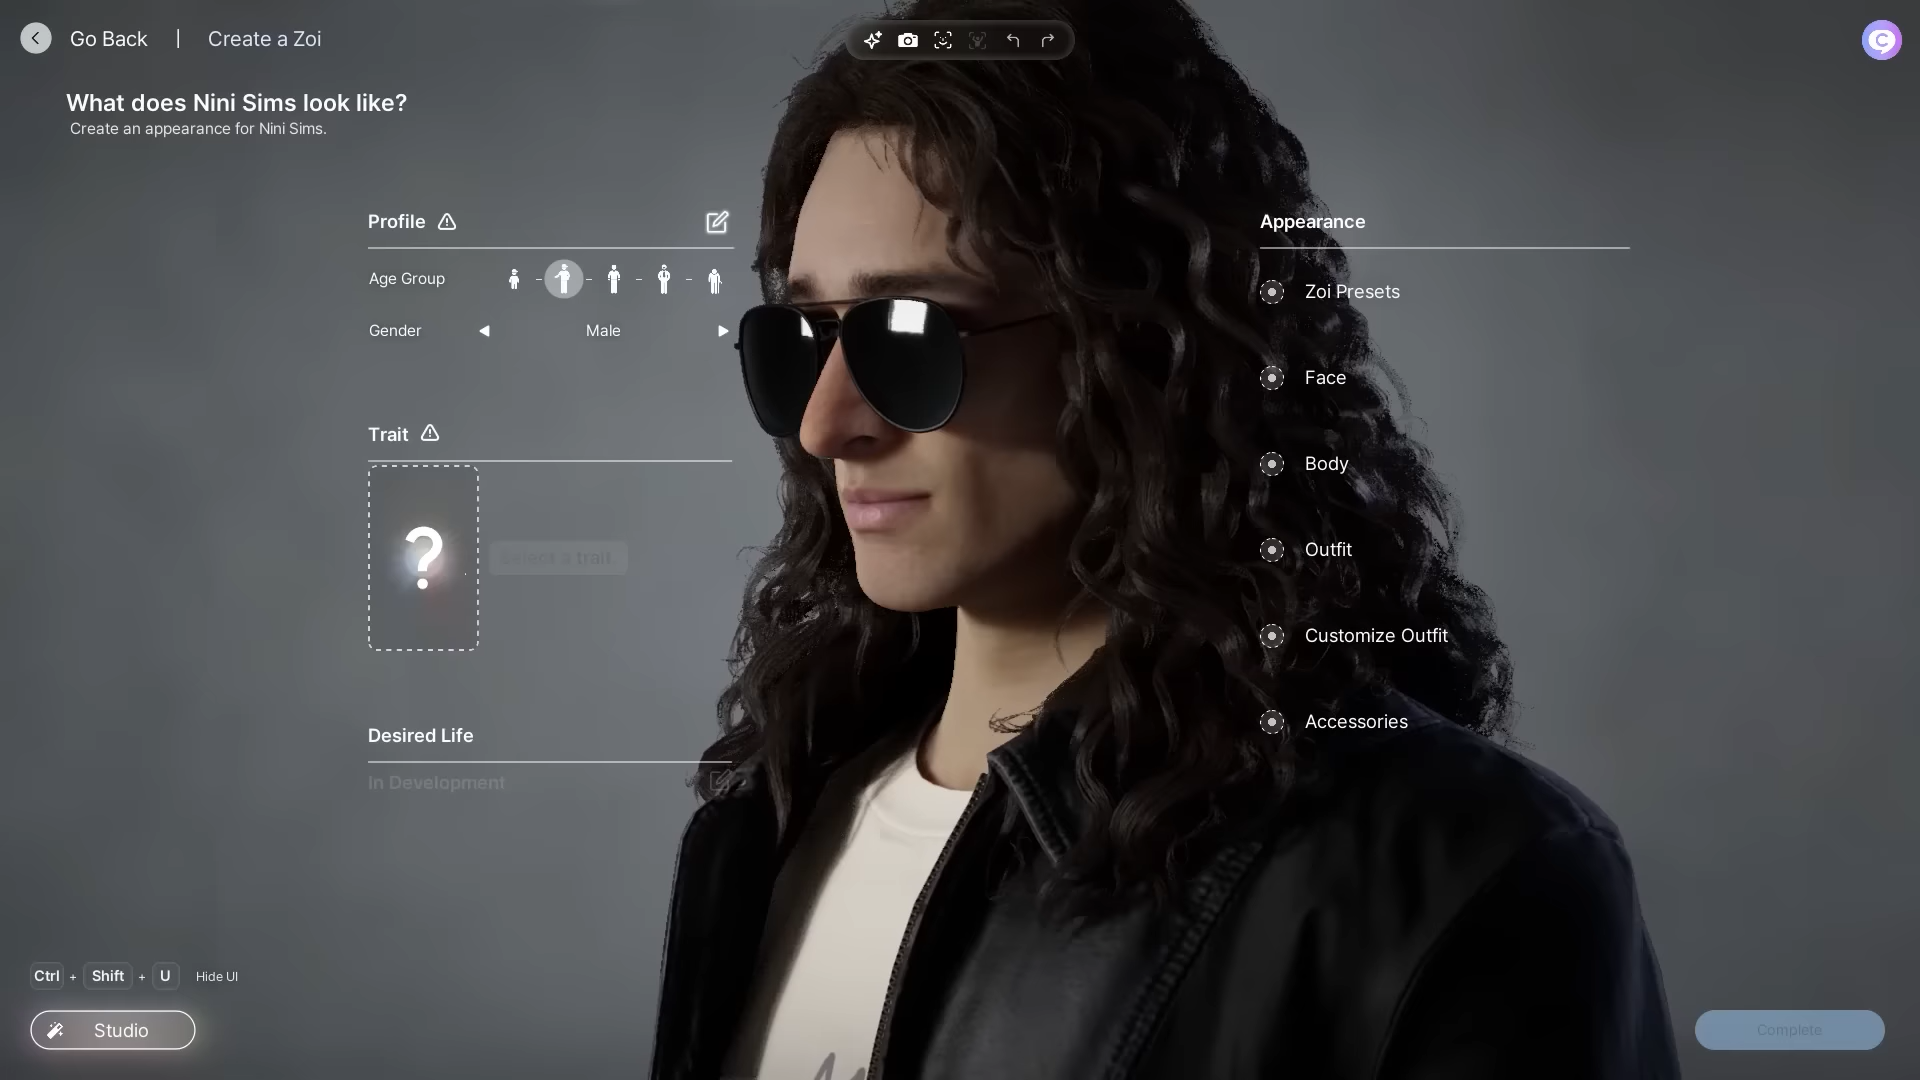 Go Back | Create a Zoi
What does Nini Sims look like?
Create an appearance for Nini Sims.
Profile
Age Group
Gender
Male
Trait
?
Select a trait
Desired Life
In Development
Appearance
Zoi Presets
Face
Body
Outfit
Customize Outfit
Accessories
Ctrl + Shift + U Hide UI
Studio
Complete